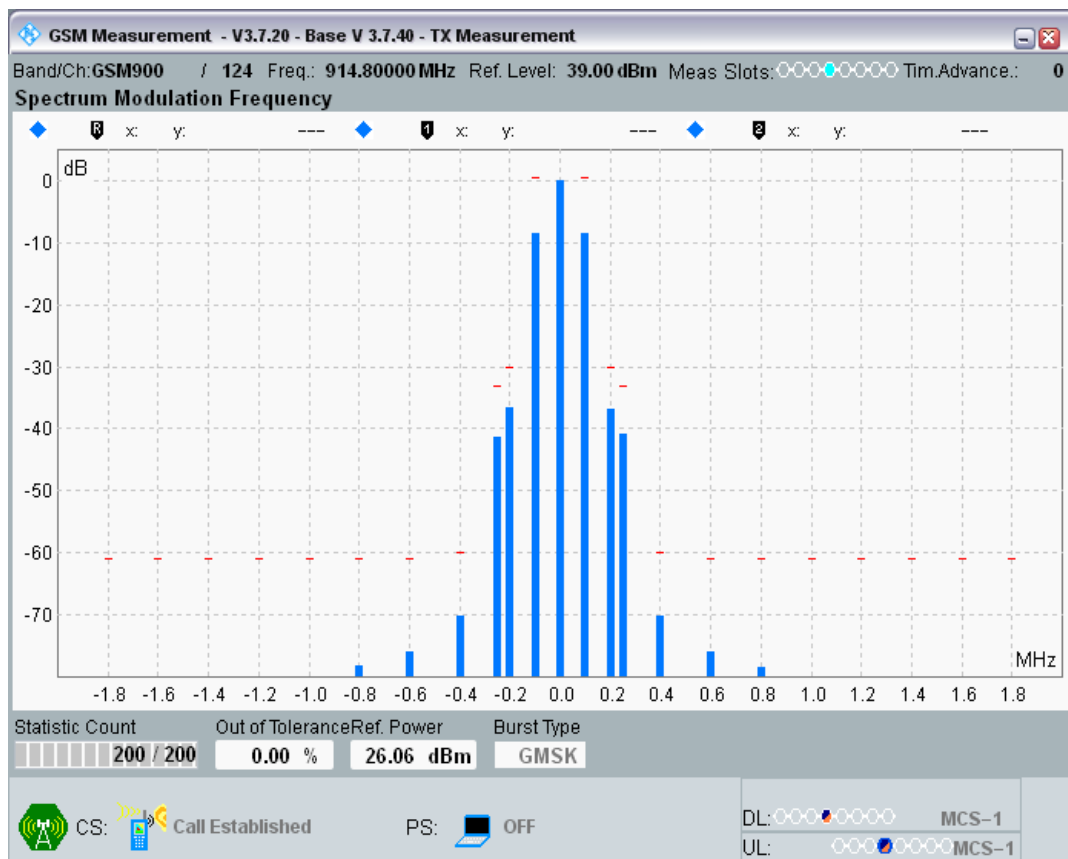 GSM Measurement - V3.7.20 - Base V 3.7.40 - TX Measurement
Band/Ch:GSM900 / 124 Freq.: 914.80000 MHz Ref. Level: 39.00 dBm Meas Slots: Tim.Advance.: 0
Spectrum Modulation Frequency
R x: y: --- 1 x: y: --- 2 x: y: ---
dB
0
-10
-20
-30
-40
-50
-60
-70
MHz
-1.8 -1.6 -1.4 -1.2 -1.0 -0.8 -0.6 -0.4 -0.2 0.0 0.2 0.4 0.6 0.8 1.0 1.2 1.4 1.6 1.8
Statistic Count Out of Tolerance Ref. Power Burst Type
200 / 200 0.00 % 26.06 dBm GMSK
CS: Call Established PS: OFF
DL: MCS-1
UL: MCS-1